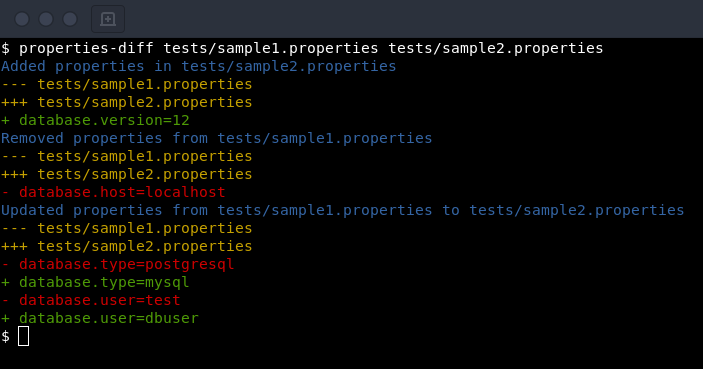 $ properties-diff tests/sample1.properties tests/sample2.properties
Added properties in tests/sample2.properties
--- tests/sample1.properties
+++ tests/sample2.properties
+ database.version=12
Removed properties from tests/sample1.properties
--- tests/sample1.properties
+++ tests/sample2.properties
- database.host=localhost
Updated properties from tests/sample1.properties to tests/sample2.properties
--- tests/sample1.properties
+++ tests/sample2.properties
- database.type=postgresql
+ database.type=mysql
- database.user=test
+ database.user=dbuser
$